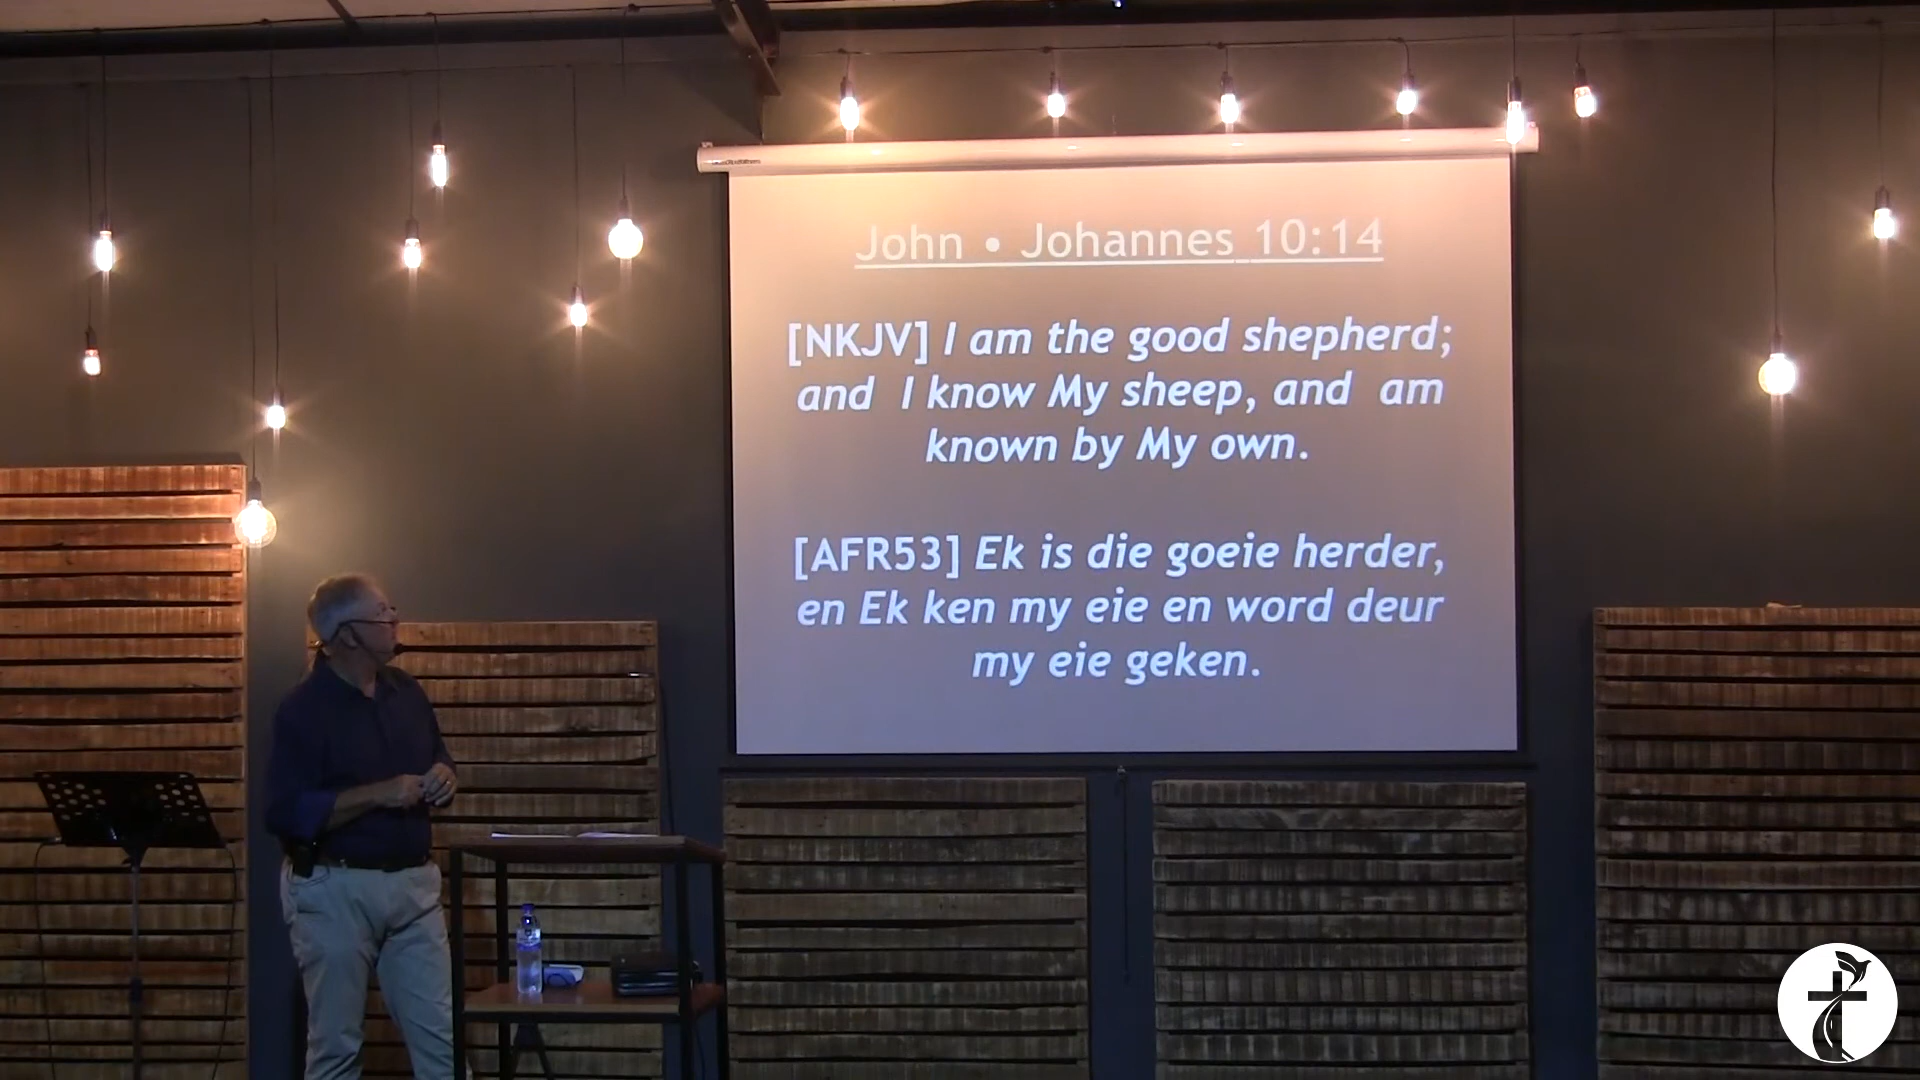 John • Johannes 10:14
[NKJV] I am the good shepherd;
and I know My sheep, and am
known by My own.
[AFR53] Ek is die goeie herder,
en Ek ken my eie en word deur
my eie geken.